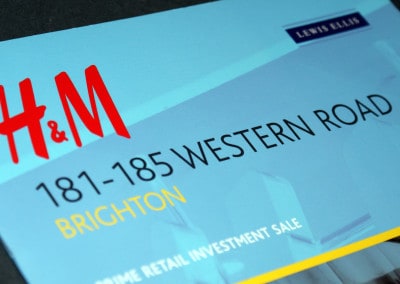 LEWIS ELLIS
H&M
181-185 WESTERN ROAD
BRIGHTON
PRIME RETAIL INVESTMENT SALE